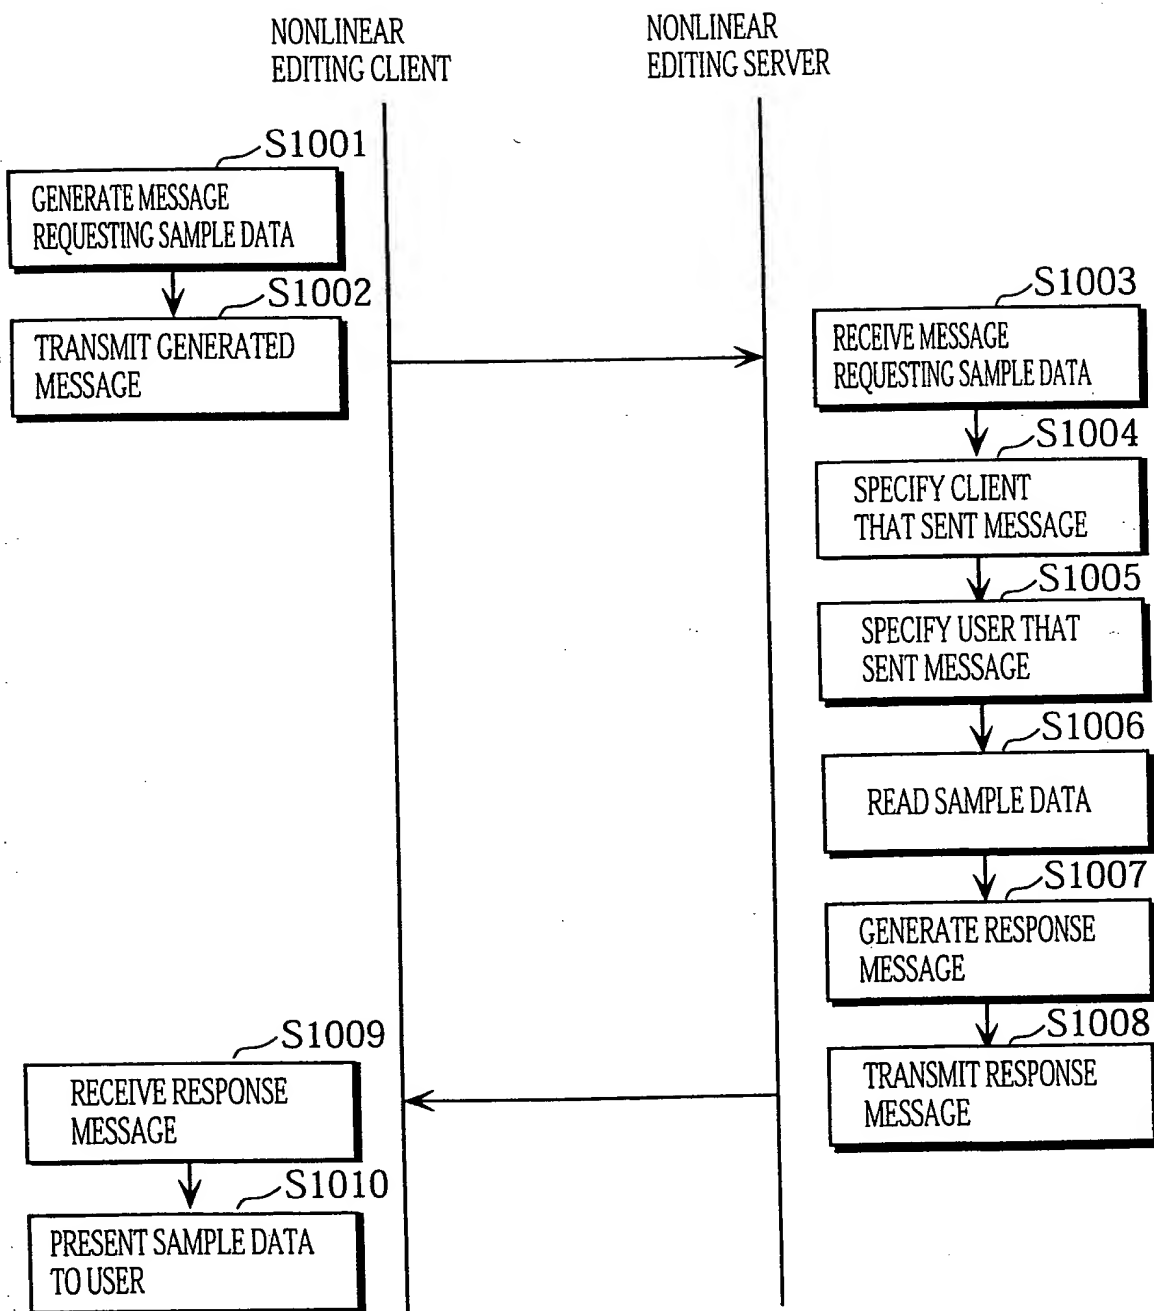 NONLINEAR
EDITING CLIENT
NONLINEAR
EDITING SERVER
S1001
GENERATE MESSAGE
REQUESTING SAMPLE DATA
S1002
TRANSMIT GENERATED
MESSAGE
S1003
RECEIVE MESSAGE
REQUESTING SAMPLE DATA
S1004
SPECIFY CLIENT
THAT SENT MESSAGE
S1005
SPECIFY USER THAT
SENT MESSAGE
S1006
READ SAMPLE DATA
S1007
GENERATE RESPONSE
MESSAGE
S1008
TRANSMIT RESPONSE
MESSAGE
S1009
RECEIVE RESPONSE
MESSAGE
S1010
PRESENT SAMPLE DATA
TO USER